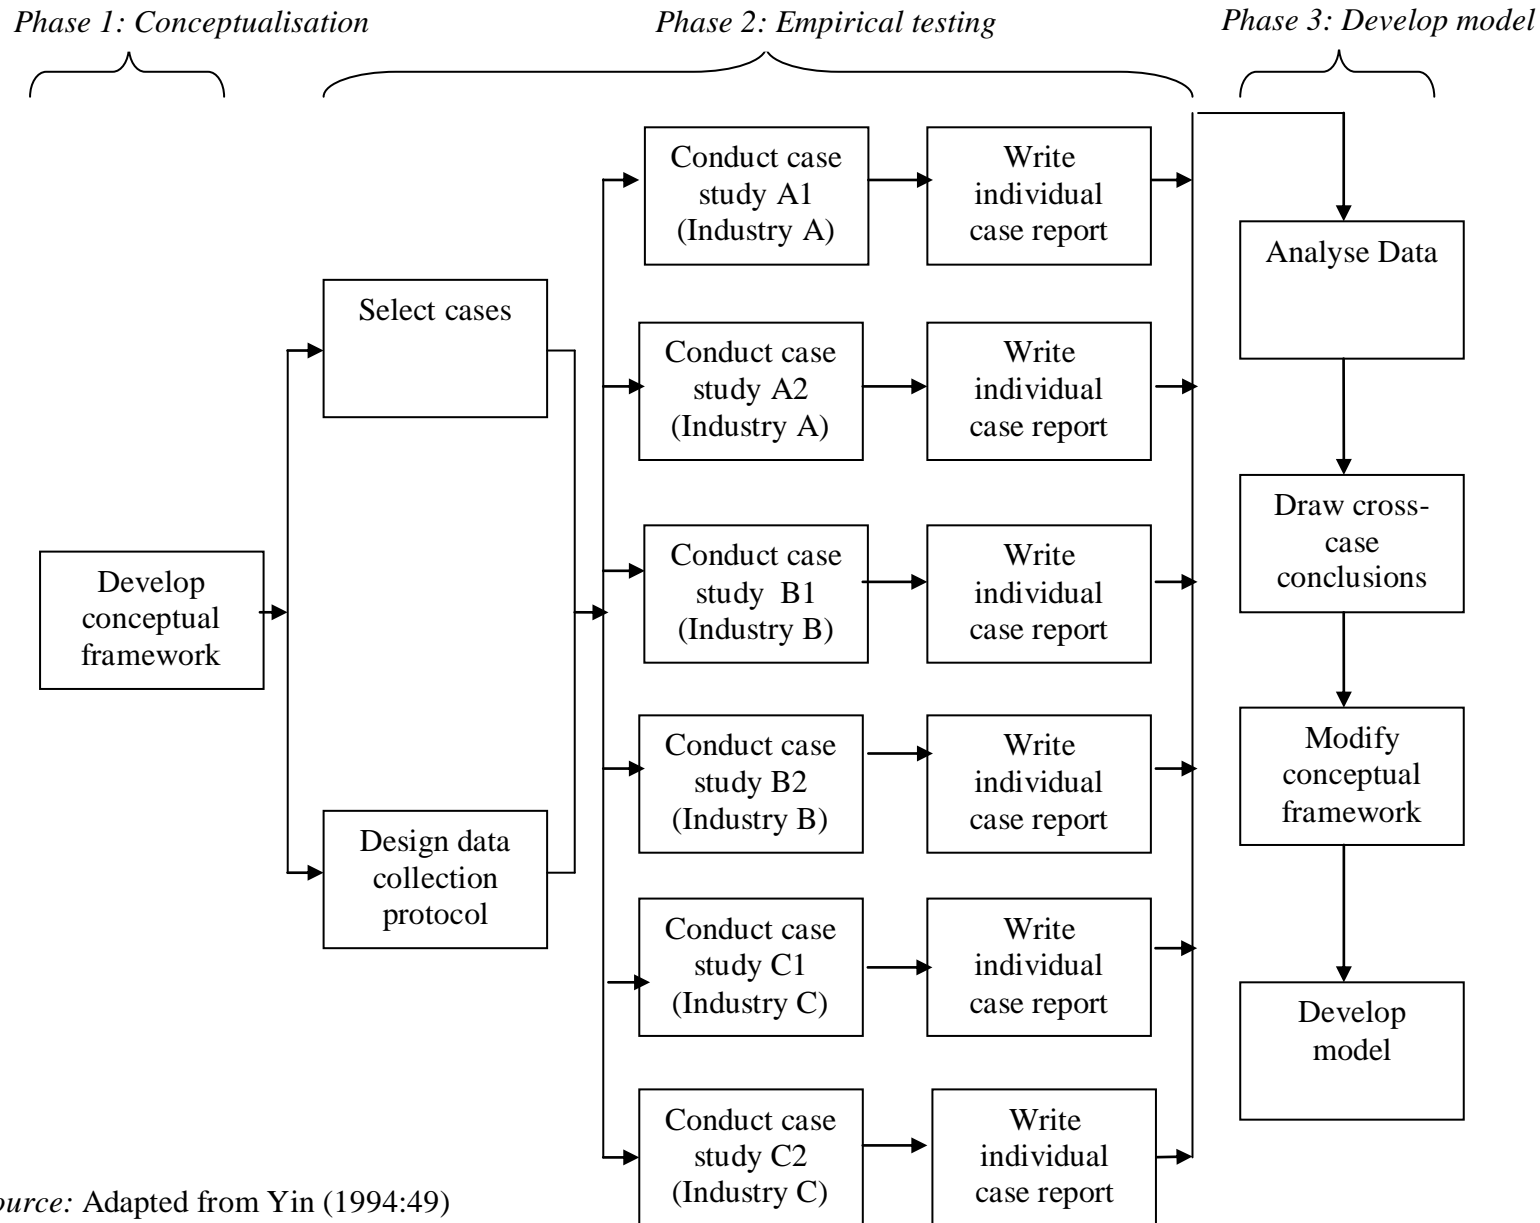 Phase 1: Conceptualisation
Phase 2: Empirical testing
Phase 3: Develop model
Develop
conceptual
framework
Select cases
Design data
collection
protocol
Conduct case
study A1
(Industry A)
Write
individual
case report
Conduct case
study A2
(Industry A)
Write
individual
case report
Conduct case
study B1
(Industry B)
Write
individual
case report
Conduct case
study B2
(Industry B)
Write
individual
case report
Conduct case
study C1
(Industry C)
Write
individual
case report
Conduct case
study C2
(Industry C)
Write
individual
case report
Analyse Data
Draw cross-
case
conclusions
Modify
conceptual
framework
Develop
model
ource: Adapted from Yin (1994:49)